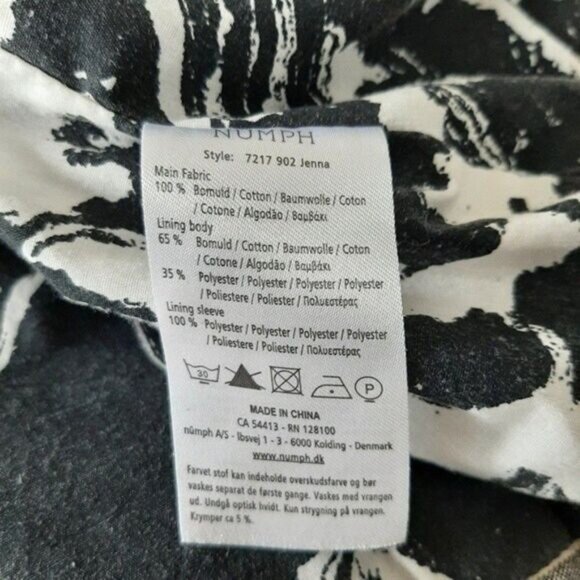 NÜMPH
Style: 7217 902 Jenna
Main Fabric
100 % Bomuld / Cotton / Baumwolle / Coton
/ Cotone / Algodão / Βαμβάκι
Lining body
65 % Bomuld / Cotton / Baumwolle / Coton
/ Cotone / Algodão / Βαμβάκι
35 % Polyester / Polyester / Polyester / Polyester
/ Poliestere / Poliester / Πολυεστέρας
Lining sleeve
100 % Polyester / Polyester / Polyester / Polyester
/ Poliestere / Poliester / Πολυεστέρας
30 P
MADE IN CHINA
CA 54413 - RN 128100
nümph A/S - Ibsvej 1 - 3 - 6000 Kolding - Denmark
www.numph.dk
Farvet stof kan indeholde overskudsfarve og bør
vaskes separat de første gange. Vaskes med vrangen
ud. Undgå optisk hvidt. Kun strygning på vrangen.
Krymper ca 5 %.